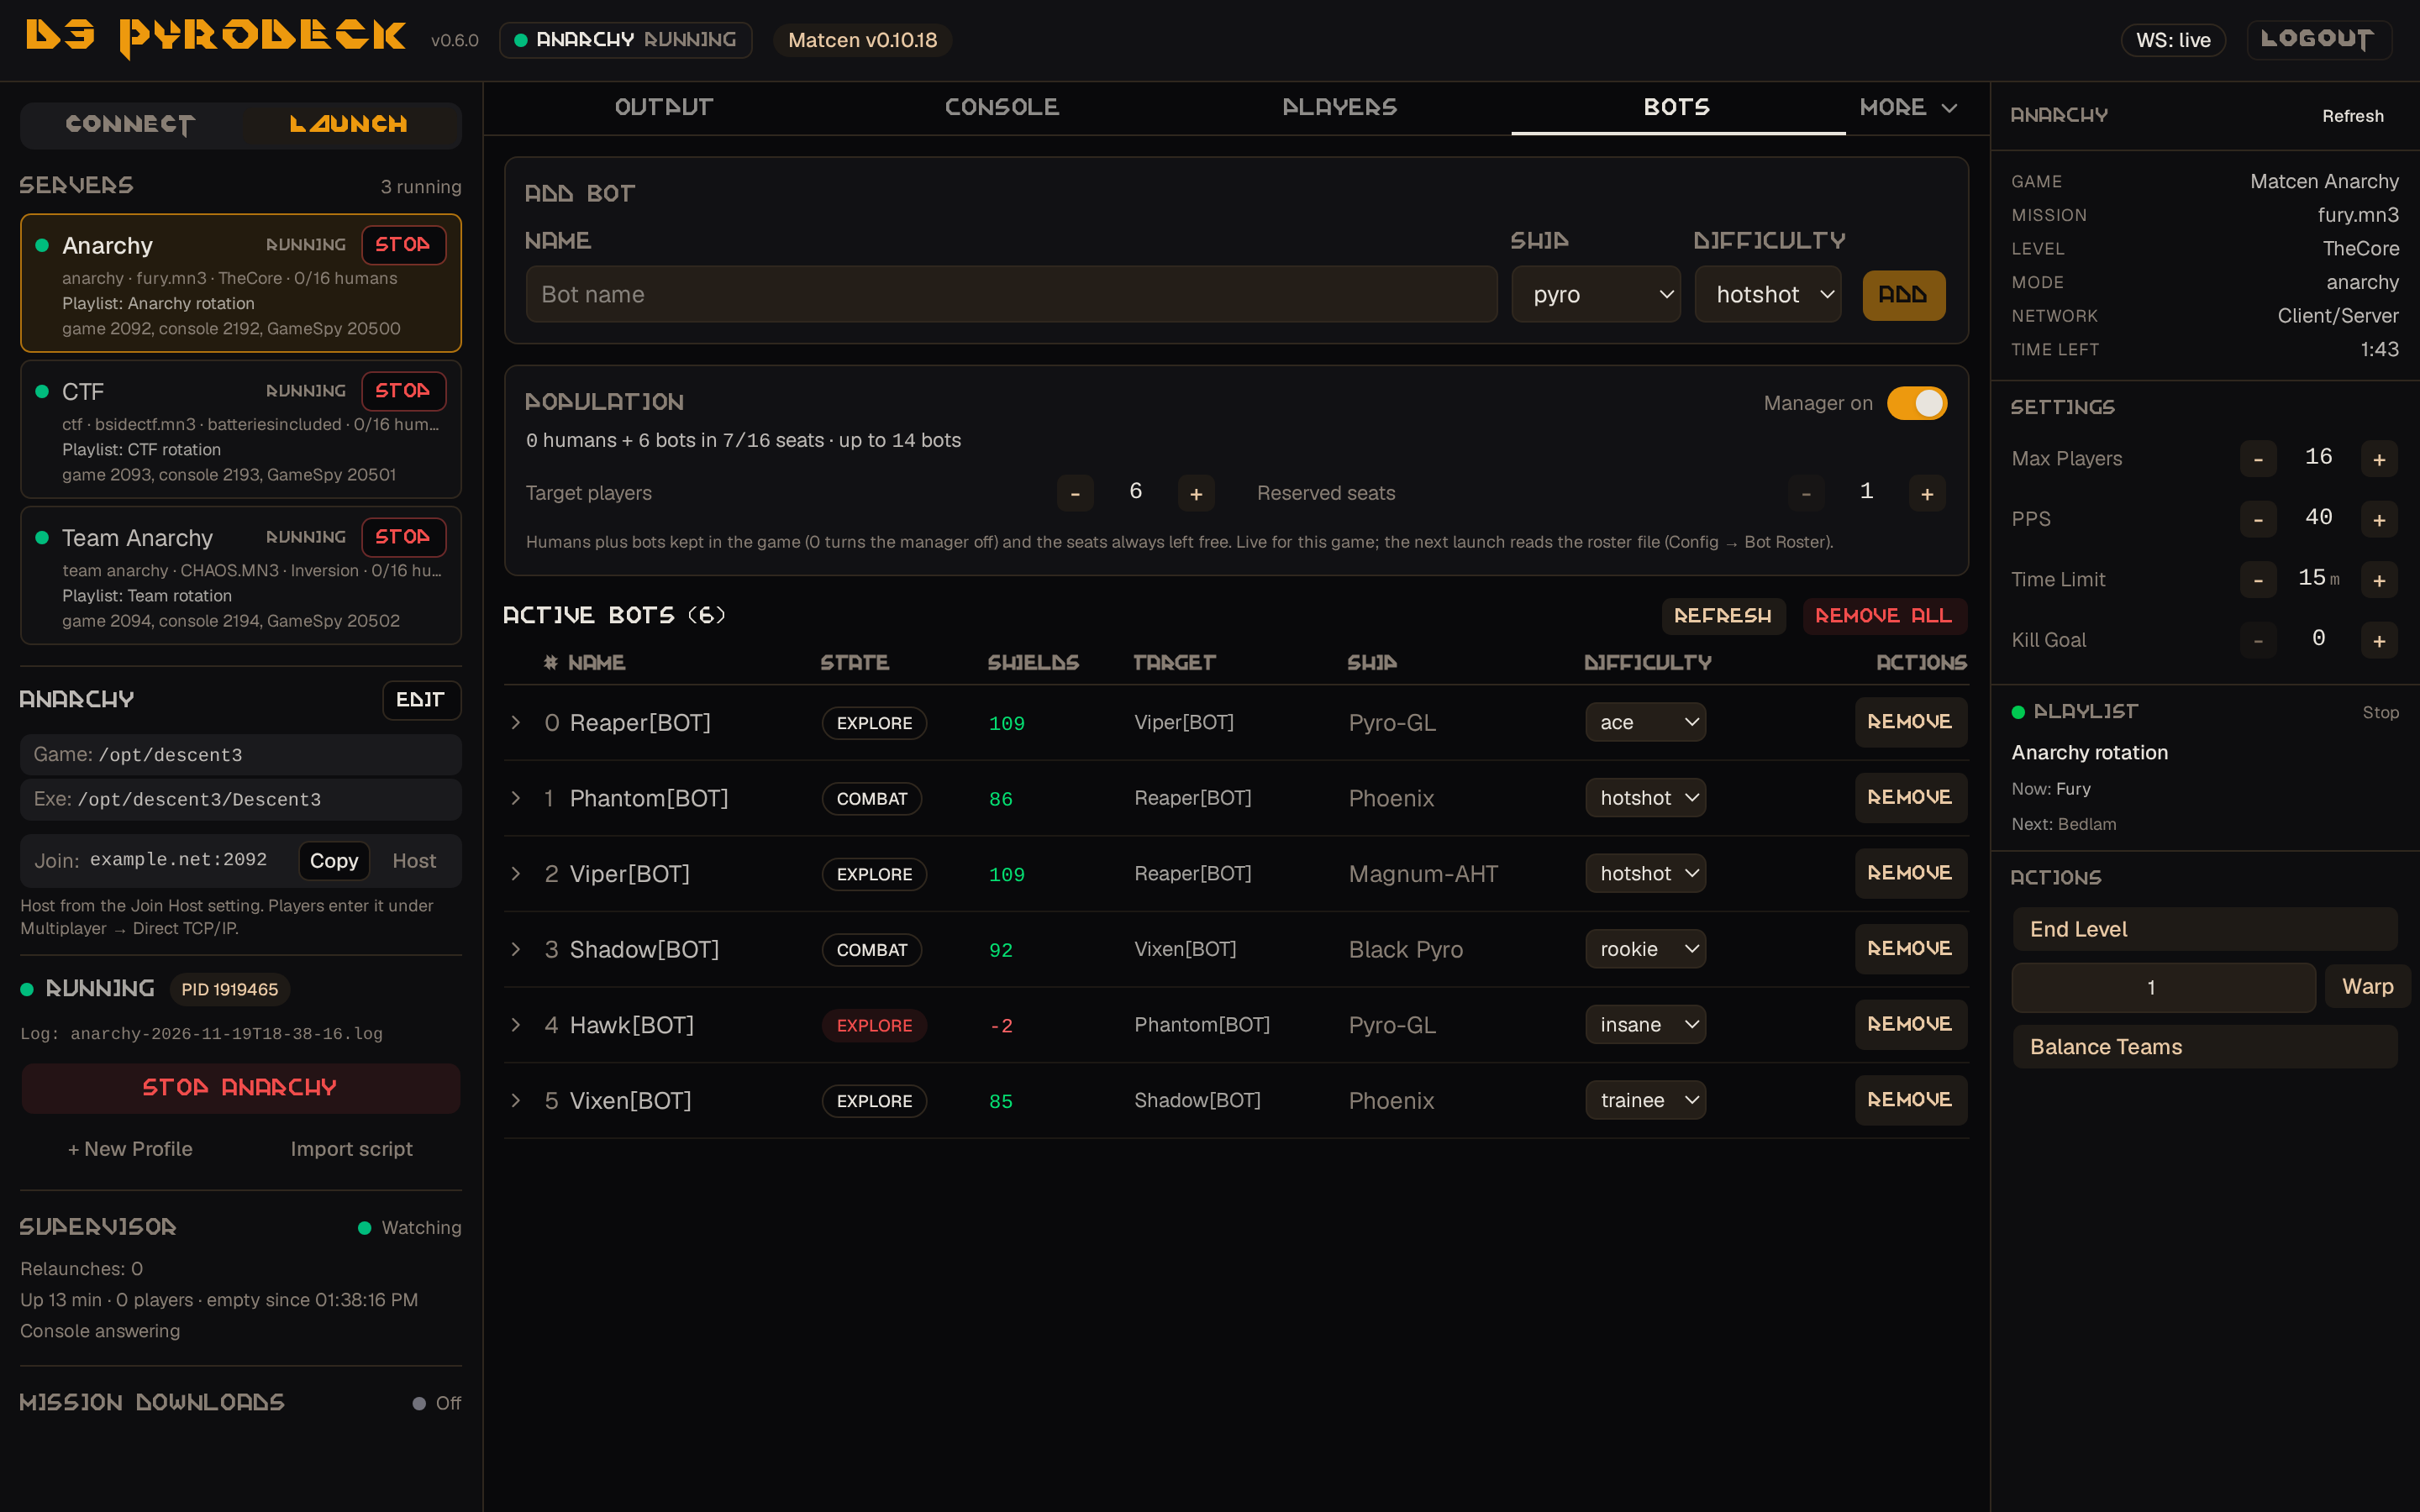 D3 PYRODECK v0.6.0 ANARCHY RUNNING Matcen v0.10.18 WS: live LOGOUT
CONNECT LAUNCH
SERVERS 3 running
Anarchy RUNNING STOP
anarchy · fury.mn3 · TheCore · 0/16 humans
Playlist: Anarchy rotation
game 2092, console 2192, GameSpy 20500
CTF RUNNING STOP
ctf · bsidectf.mn3 · batteriesincluded · 0/16 hum...
Playlist: CTF rotation
game 2093, console 2193, GameSpy 20501
Team Anarchy RUNNING STOP
team anarchy · CHAOS.MN3 · Inversion · 0/16 hu...
Playlist: Team rotation
game 2094, console 2194, GameSpy 20502
ANARCHY EDIT
Game: /opt/descent3
Exe: /opt/descent3/Descent3
Join: example.net:2092 Copy Host
Host from the Join Host setting. Players enter it under
Multiplayer → Direct TCP/IP.
RUNNING PID 1919465
Log: anarchy-2026-11-19T18-38-16.log
STOP ANARCHY
+ New Profile Import script
SUPERVISOR Watching
Relaunches: 0
Up 13 min · 0 players · empty since 01:38:16 PM
Console answering
MISSION DOWNLOADS Off
OUTPUT CONSOLE PLAYERS BOTS MORE
ADD BOT
NAME SHIP DIFFICULTY
Bot name pyro hotshot ADD
POPULATION Manager on
0 humans + 6 bots in 7/16 seats · up to 14 bots
Target players - 6 + Reserved seats - 1 +
Humans plus bots kept in the game (0 turns the manager off) and the seats always left free. Live for this game; the next launch reads the roster file (Config → Bot Roster).
ACTIVE BOTS (6) REFRESH REMOVE ALL
# NAME STATE SHIELDS TARGET SHIP DIFFICULTY ACTIONS
0 Reaper[BOT] EXPLORE 109 Viper[BOT] Pyro-GL ace REMOVE
1 Phantom[BOT] COMBAT 86 Reaper[BOT] Phoenix hotshot REMOVE
2 Viper[BOT] EXPLORE 109 Reaper[BOT] Magnum-AHT hotshot REMOVE
3 Shadow[BOT] COMBAT 92 Vixen[BOT] Black Pyro rookie REMOVE
4 Hawk[BOT] EXPLORE -2 Phantom[BOT] Pyro-GL insane REMOVE
5 Vixen[BOT] EXPLORE 85 Shadow[BOT] Phoenix trainee REMOVE
ANARCHY Refresh
GAME Matcen Anarchy
MISSION fury.mn3
LEVEL TheCore
MODE anarchy
NETWORK Client/Server
TIME LEFT 1:43
SETTINGS
Max Players - 16 +
PPS - 40 +
Time Limit - 15 m +
Kill Goal - 0 +
PLAYLIST Stop
Anarchy rotation
Now: Fury
Next: Bedlam
ACTIONS
End Level
1 Warp
Balance Teams